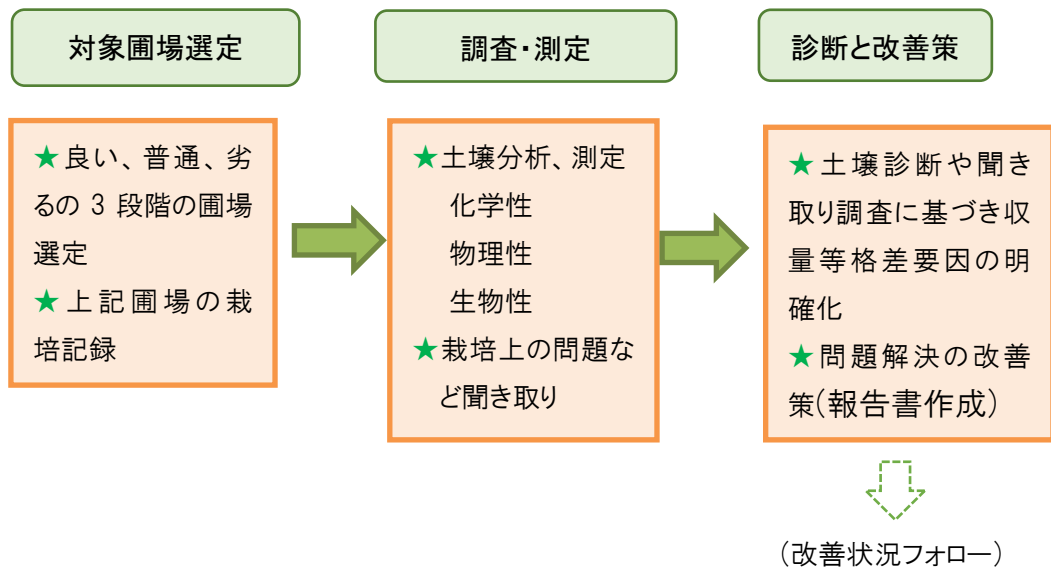 対象圃場選定
調査・測定
診断と改善策
★良い、普通、劣
るの 3 段階の圃場
選定
★上記圃場の栽
培記録
★土壌分析、測定
化学性
物理性
生物性
★栽培上の問題な
ど聞き取り
★土壌診断や聞き
取り調査に基づき収
量等格差要因の明
確化
★問題解決の改善
策(報告書作成)
(改善状況フォロー)